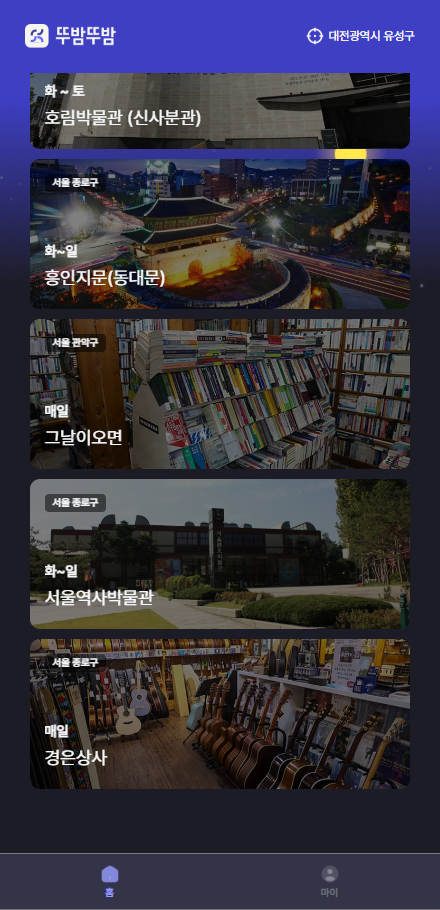 뚜밤뚜밤
대전광역시 유성구
화 ~ 토
호림박물관 (신사분관)
서울 종로구
화~일
흥인지문(동대문)
서울 관악구
매일
그날이오면
서울 종로구
화~일
서울역사박물관
서울 종로구
매일
경은상사
홈
마이